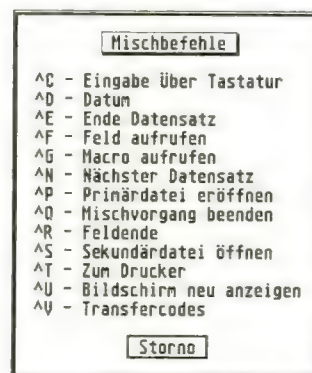 Mischbefehle
^C - Eingabe Über Tastatur
^D - Datum
^E - Ende Datensatz
^F - Feld aufrufen
^G - Macro aufrufen
^N - Nächster Datensatz
^P - Primärdatei eröffnen
^Q - Mischvorgang beenden
^R - Feldende
^S - Sekundärdatei öffnen
^T - Zum Drucker
^U - Bildschirm neu anzeigen
^V - Transfercodes
Storno